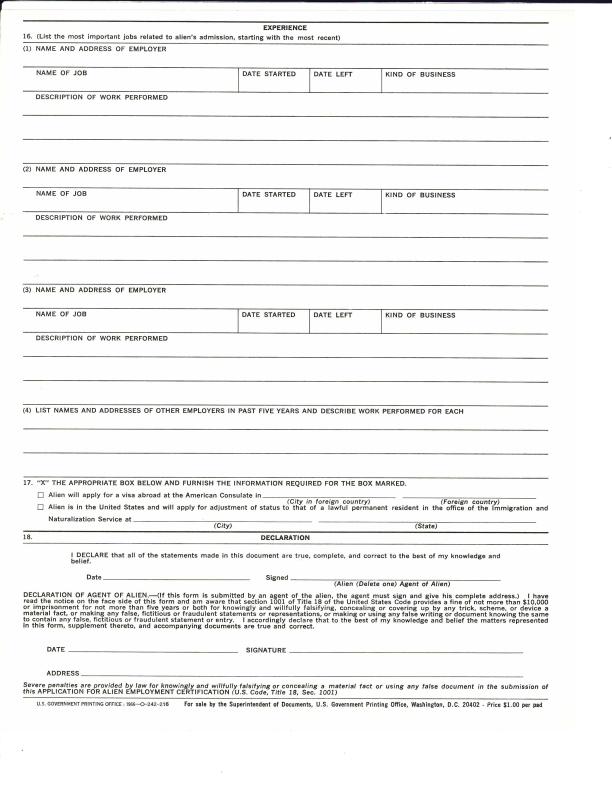 EXPERIENCE
16. (List the most important jobs related to alien's admission, starting with the most recent)
(1) NAME AND ADDRESS OF EMPLOYER
NAME OF JOB DATE STARTED DATE LEFT KIND OF BUSINESS
DESCRIPTION OF WORK PERFORMED
(2) NAME AND ADDRESS OF EMPLOYER
NAME OF JOB DATE STARTED DATE LEFT KIND OF BUSINESS
DESCRIPTION OF WORK PERFORMED
(3) NAME AND ADDRESS OF EMPLOYER
NAME OF JOB DATE STARTED DATE LEFT KIND OF BUSINESS
DESCRIPTION OF WORK PERFORMED
(4) LIST NAMES AND ADDRESSES OF OTHER EMPLOYERS IN PAST FIVE YEARS AND DESCRIBE WORK PERFORMED FOR EACH
17. "X" THE APPROPRIATE BOX BELOW AND FURNISH THE INFORMATION REQUIRED FOR THE BOX MARKED.
☐ Alien will apply for a visa abroad at the American Consulate in
(City in foreign country) (Foreign country)
☐ Alien is in the United States and will apply for adjustment of status to that of a lawful permanent resident in the office of the Immigration and
Naturalization Service at
(City) (State)
18. DECLARATION
I DECLARE that all of the statements made in this document are true, complete, and correct to the best of my knowledge and
belief.
Date Signed
(Alien (Delete one) Agent of Alien)
DECLARATION OF AGENT OF ALIEN.—(If this form is submitted by an agent of the alien, the agent must sign and give his complete address.) I have
read the notice on the face side of this form and am aware that section 1001 of Title 18 of the United States Code provides a fine of not more than $10,000
or imprisonment for not more than five years or both for knowingly and willfully falsifying, concealing or covering up by any trick, scheme, or device a
material fact, or making any false, fictitious or fraudulent statements or representations, or making or using any false writing or document knowing the same
to contain any false, fictitious or fraudulent statement or entry. I accordingly declare that to the best of my knowledge and belief the matters represented
in this form, supplement thereto, and accompanying documents are true and correct.
DATE SIGNATURE
ADDRESS
Severe penalties are provided by law for knowingly and willfully falsifying or concealing a material fact or using any false document in the submission of
this APPLICATION FOR ALIEN EMPLOYMENT CERTIFICATION (U.S. Code, Title 18, Sec. 1001)
U.S. GOVERNMENT PRINTING OFFICE : 1966—O-242-216 For sale by the Superintendent of Documents, U.S. Government Printing Office, Washington, D.C. 20402 - Price $1.00 per pad